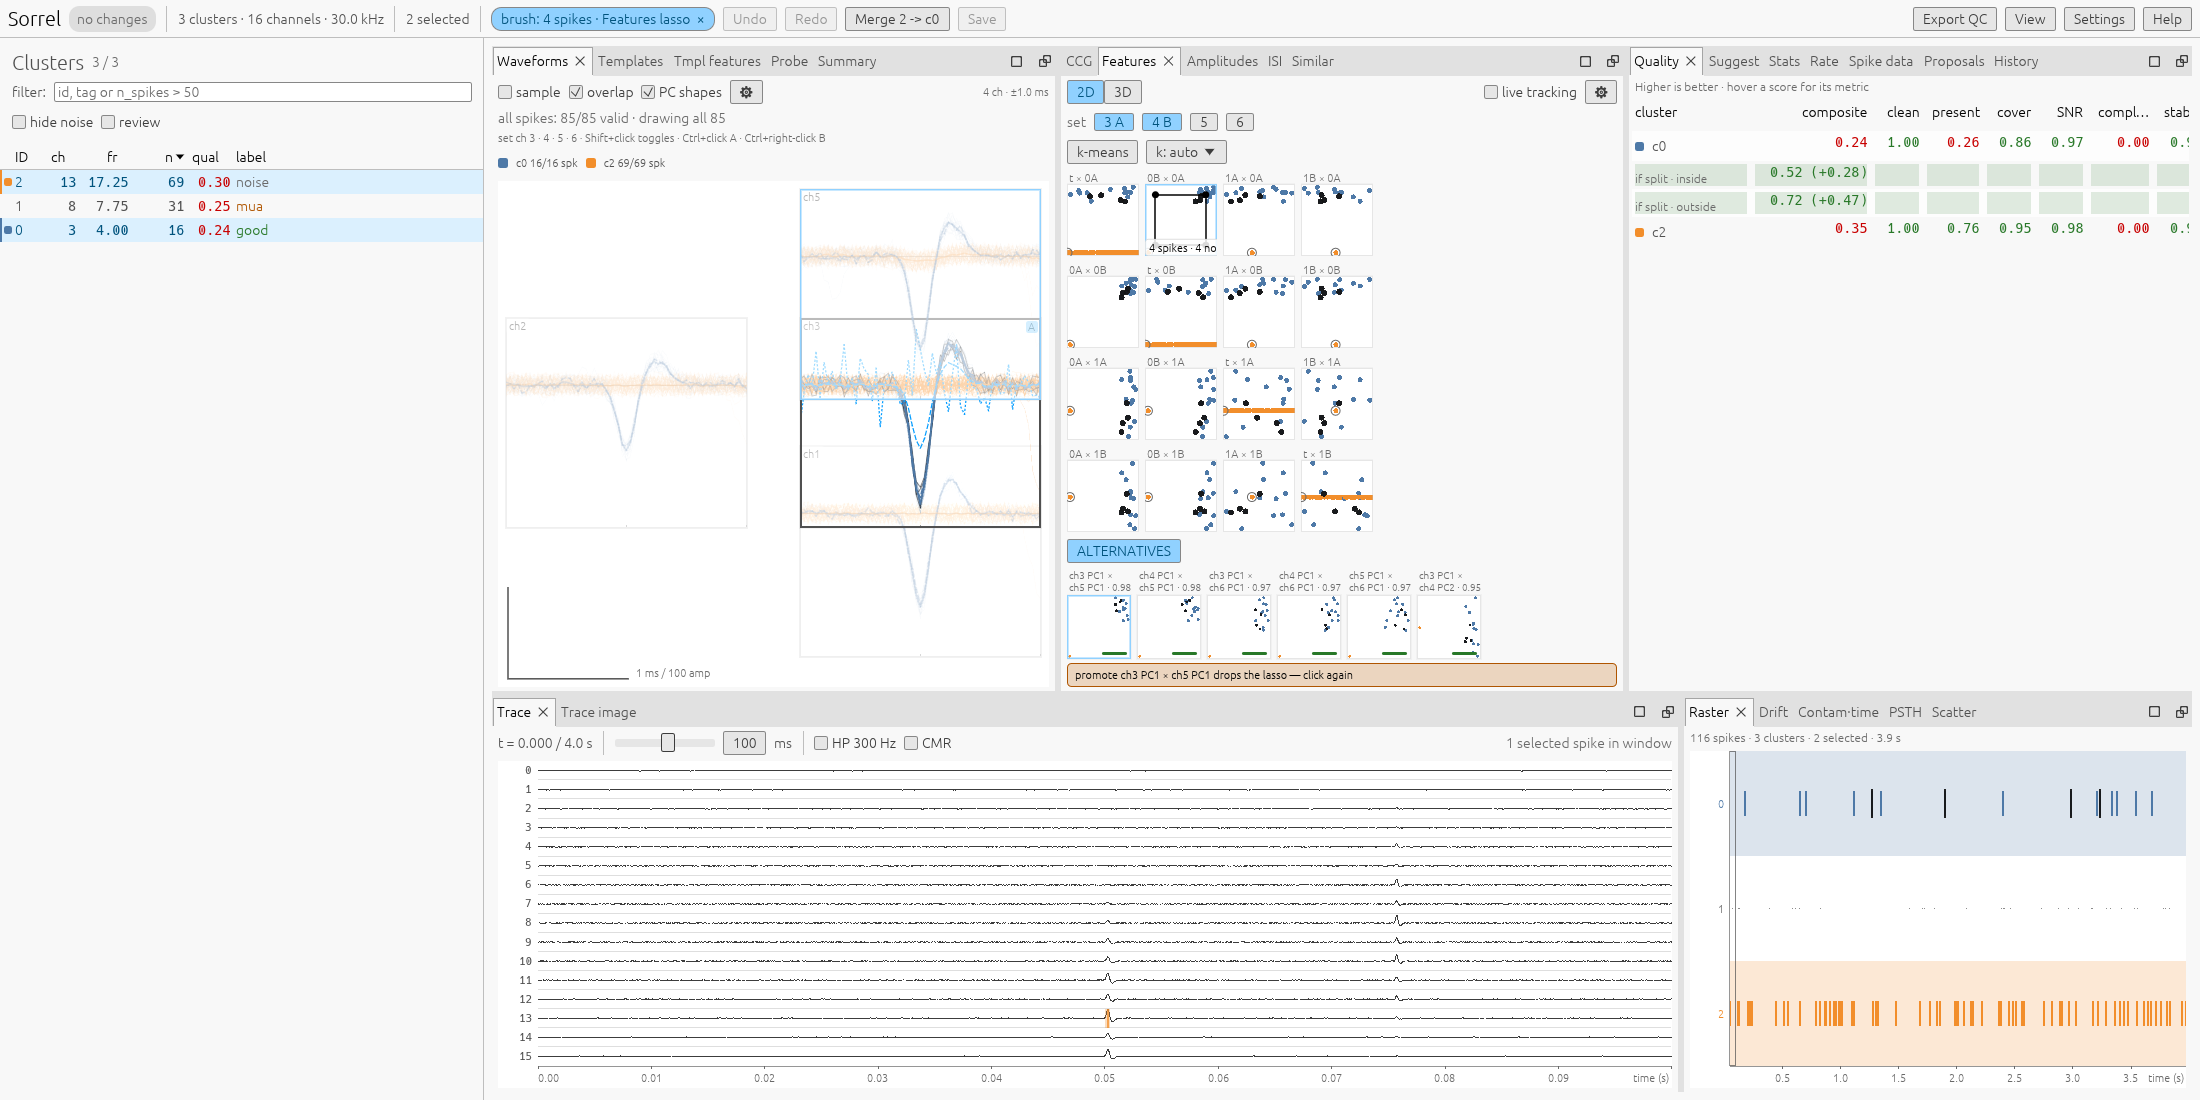 Sorrel no changes 3 clusters · 16 channels · 30.0 kHz 2 selected brush: 4 spikes · Features lasso × Undo Redo Merge 2 -> c0 Save Export QC View Settings Help
Clusters 3 / 3
filter: id, tag or n_spikes > 50
hide noise review
ID ch fr n qual label
2 13 17.25 69 0.30 noise
1 8 7.75 31 0.25 mua
0 3 4.00 16 0.24 good
Waveforms Templates Tmpl features Probe Summary
sample overlap PC shapes 4 ch · ±1.0 ms
all spikes: 85/85 valid · drawing all 85
set ch 3 · 4 · 5 · 6 · Shift+click toggles · Ctrl+click A · Ctrl+right-click B
c0 16/16 spk c2 69/69 spk
ch5
ch3 A
ch2
ch1
1 ms / 100 amp
CCG Features Amplitudes ISI Similar
2D 3D live tracking
set 3 A 4 B 5 6
k-means k: auto
t × 0A 0B × 0A 1A × 0A 1B × 0A
4 spikes · 4 no
0A × 0B t × 0B 1A × 0B 1B × 0B
0A × 1A 0B × 1A t × 1A 1B × 1A
0A × 1B 0B × 1B 1A × 1B t × 1B
ALTERNATIVES
ch3 PC1 × ch4 PC1 × ch3 PC1 × ch4 PC1 × ch5 PC1 × ch3 PC1 ×
ch5 PC1 · 0.98 ch5 PC1 · 0.98 ch6 PC1 · 0.97 ch6 PC1 · 0.97 ch6 PC1 · 0.97 ch4 PC2 · 0.95
promote ch3 PC1 × ch5 PC1 drops the lasso — click again
Quality Suggest Stats Rate Spike data Proposals History
Higher is better · hover a score for its metric
cluster composite clean present cover SNR compl… stab
c0 0.24 1.00 0.26 0.86 0.97 0.00
if split · inside 0.52 (+0.28)
if split · outside 0.72 (+0.47)
c2 0.35 1.00 0.76 0.95 0.98 0.00
Trace Trace image
t = 0.000 / 4.0 s 100 ms HP 300 Hz CMR 1 selected spike in window
0
1
2
3
4
5
6
7
8
9
10
11
12
13
14
15
0.00 0.01 0.02 0.03 0.04 0.05 0.06 0.07 0.08 0.09 time (s)
Raster Drift Contam·time PSTH Scatter
116 spikes · 3 clusters · 2 selected · 3.9 s
0
1
2
0.5 1.0 1.5 2.0 2.5 3.0 3.5 time (s)